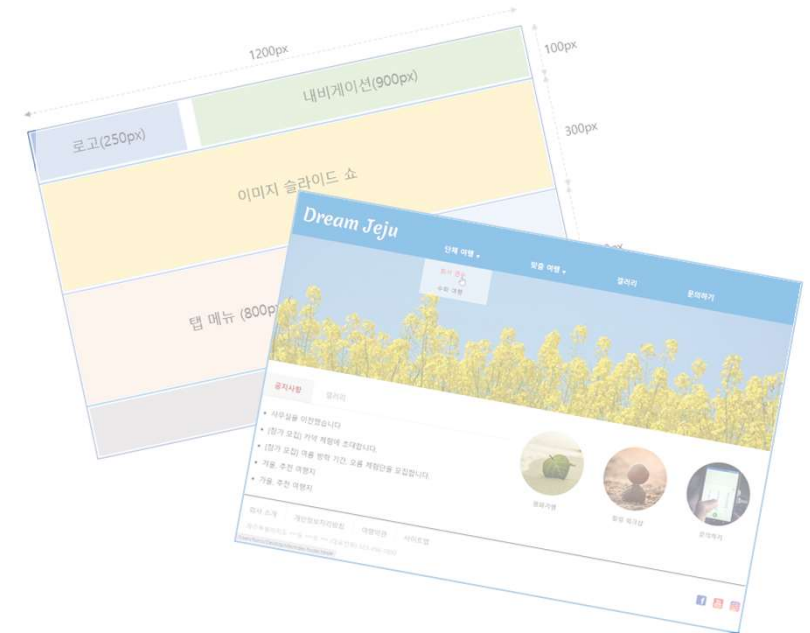 1200px
100px
로고(250px)
내비게이션(900px)
300px
이미지 슬라이드 쇼
탭 메뉴 (800p
px
Dream Jeju
단체 여행 ▾
맞춤 여행 ▾
갤러리
문의하기
공지사항
갤러리
• 사무실을 이전했습니다
• [참가 모집] 카약 체험에 초대합니다.
• [참가 모집] 여름 방학 기간, 오름 체험단을 모집합니다.
• 가을, 추천 여행지
• 가을, 추천 여행지
회사 소개
개인정보처리방침
여행약관
사이트맵